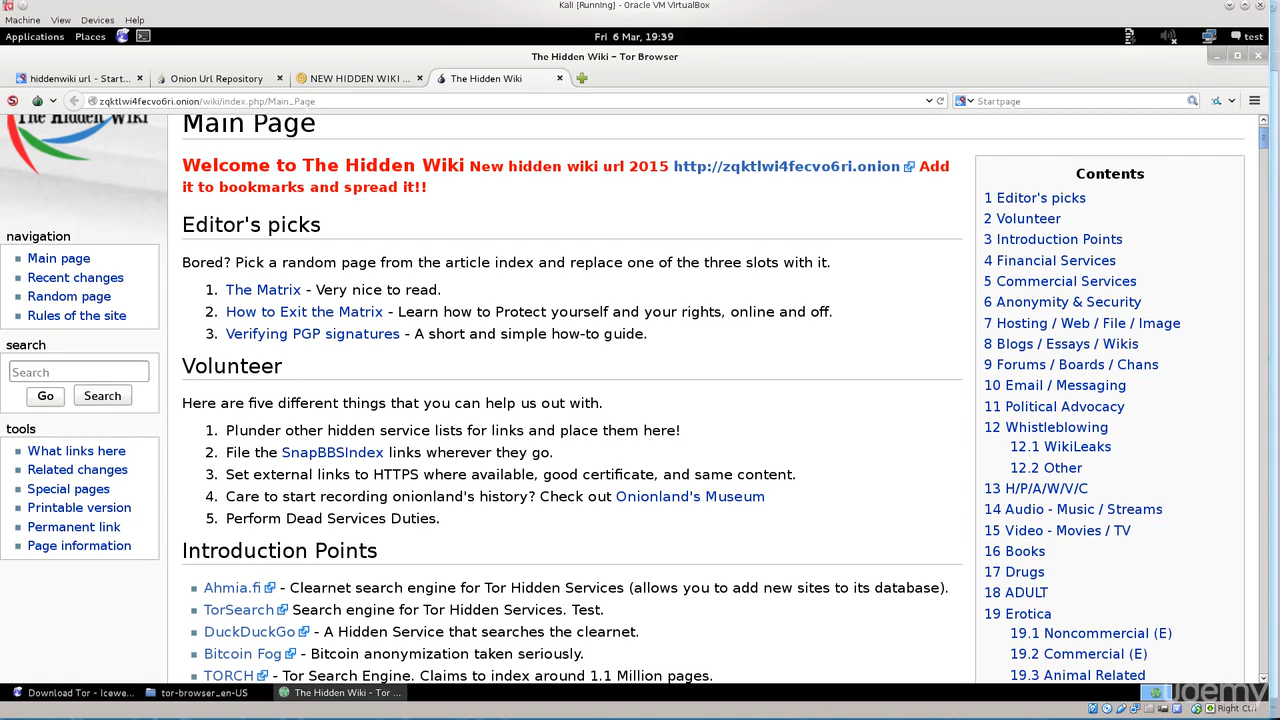 Kali [Running] - Oracle VM VirtualBox
Machine View Devices Help
Applications Places Fri 6 Mar, 19:39 test
The Hidden Wiki - Tor Browser
hiddenwiki url - Start... Onion Url Repository NEW HIDDEN WIKI ... The Hidden Wiki
zqktlwi4fecvo6ri.onion/wiki/index.php/Main_Page Startpage
The Hidden Wiki
navigation
Main page
Recent changes
Random page
Rules of the site
search
Search
Go Search
tools
What links here
Related changes
Special pages
Printable version
Permanent link
Page information
Main Page
Welcome to The Hidden Wiki New hidden wiki url 2015 http://zqktlwi4fecvo6ri.onion Add
it to bookmarks and spread it!!
Editor's picks
Bored? Pick a random page from the article index and replace one of the three slots with it.
1. The Matrix - Very nice to read.
2. How to Exit the Matrix - Learn how to Protect yourself and your rights, online and off.
3. Verifying PGP signatures - A short and simple how-to guide.
Volunteer
Here are five different things that you can help us out with.
1. Plunder other hidden service lists for links and place them here!
2. File the SnapBBSIndex links wherever they go.
3. Set external links to HTTPS where available, good certificate, and same content.
4. Care to start recording onionland's history? Check out Onionland's Museum
5. Perform Dead Services Duties.
Introduction Points
Ahmia.fi - Clearnet search engine for Tor Hidden Services (allows you to add new sites to its database).
TorSearch Search engine for Tor Hidden Services. Test.
DuckDuckGo - A Hidden Service that searches the clearnet.
Bitcoin Fog - Bitcoin anonymization taken seriously.
TORCH - Tor Search Engine. Claims to index around 1.1 Million pages.
Contents
1 Editor's picks
2 Volunteer
3 Introduction Points
4 Financial Services
5 Commercial Services
6 Anonymity & Security
7 Hosting / Web / File / Image
8 Blogs / Essays / Wikis
9 Forums / Boards / Chans
10 Email / Messaging
11 Political Advocacy
12 Whistleblowing
12.1 WikiLeaks
12.2 Other
13 H/P/A/W/V/C
14 Audio - Music / Streams
15 Video - Movies / TV
16 Books
17 Drugs
18 ADULT
19 Erotica
19.1 Noncommercial (E)
19.2 Commercial (E)
19.3 Animal Related
Download Tor - Icewe... tor-browser_en-US The Hidden Wiki - Tor ...
udemy
Right Ctrl